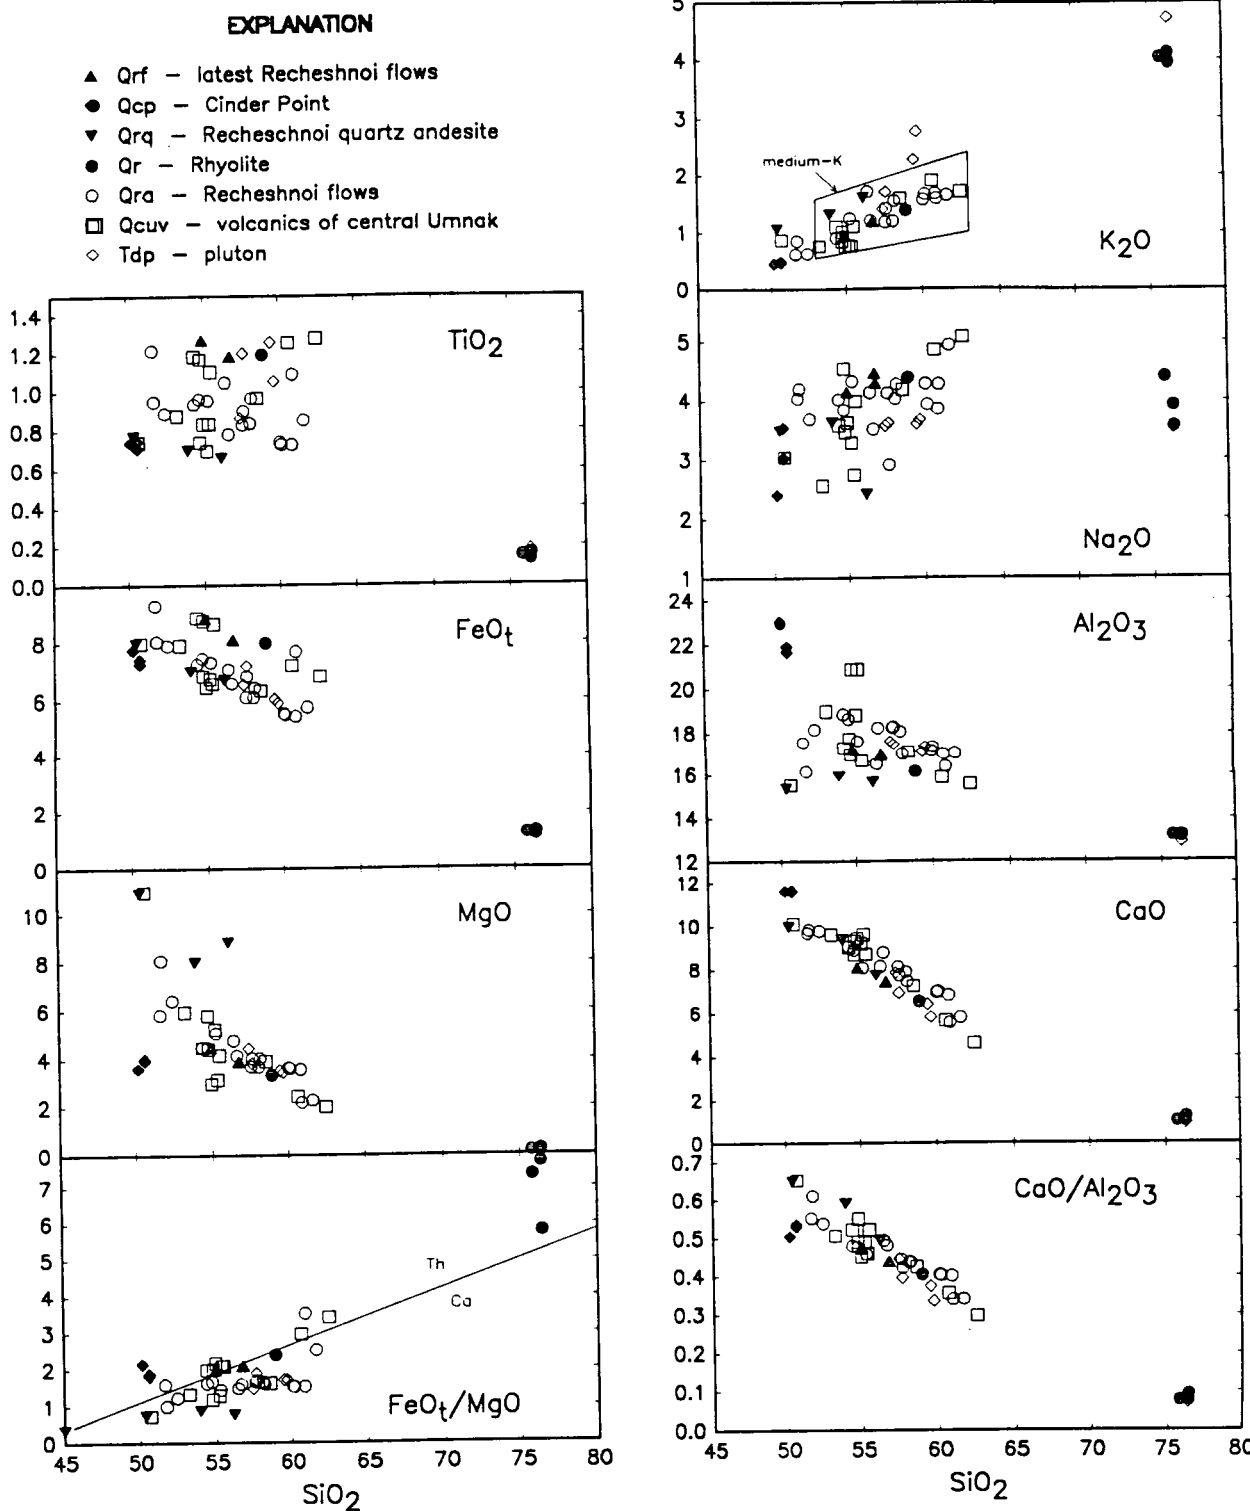 EXPLANATION
Qrf – latest Recheshnoi flows
Qcp – Cinder Point
Qrq – Recheschnoi quartz andesite
Qr – Rhyolite
Qra – Recheshnoi flows
Qcuv – volcanics of central Umnak
Tdp – pluton
1.4
1.2
1.0
0.8
0.6
0.4
0.2
0.0
TiO2
8
6
4
2
0
FeOt
10
8
6
4
2
0
MgO
7
6
5
4
3
2
1
0
Th
Ca
FeOt/MgO
45 50 55 60 65 70 75 80
SiO2
5
4
3
2
1
0
medium–K
K2O
5
4
3
2
1
Na2O
24
22
20
18
16
14
12
Al2O3
12
10
8
6
4
2
0
CaO
0.7
0.6
0.5
0.4
0.3
0.2
0.1
0.0
CaO/Al2O3
45 50 55 60 65 70 75 80
SiO2